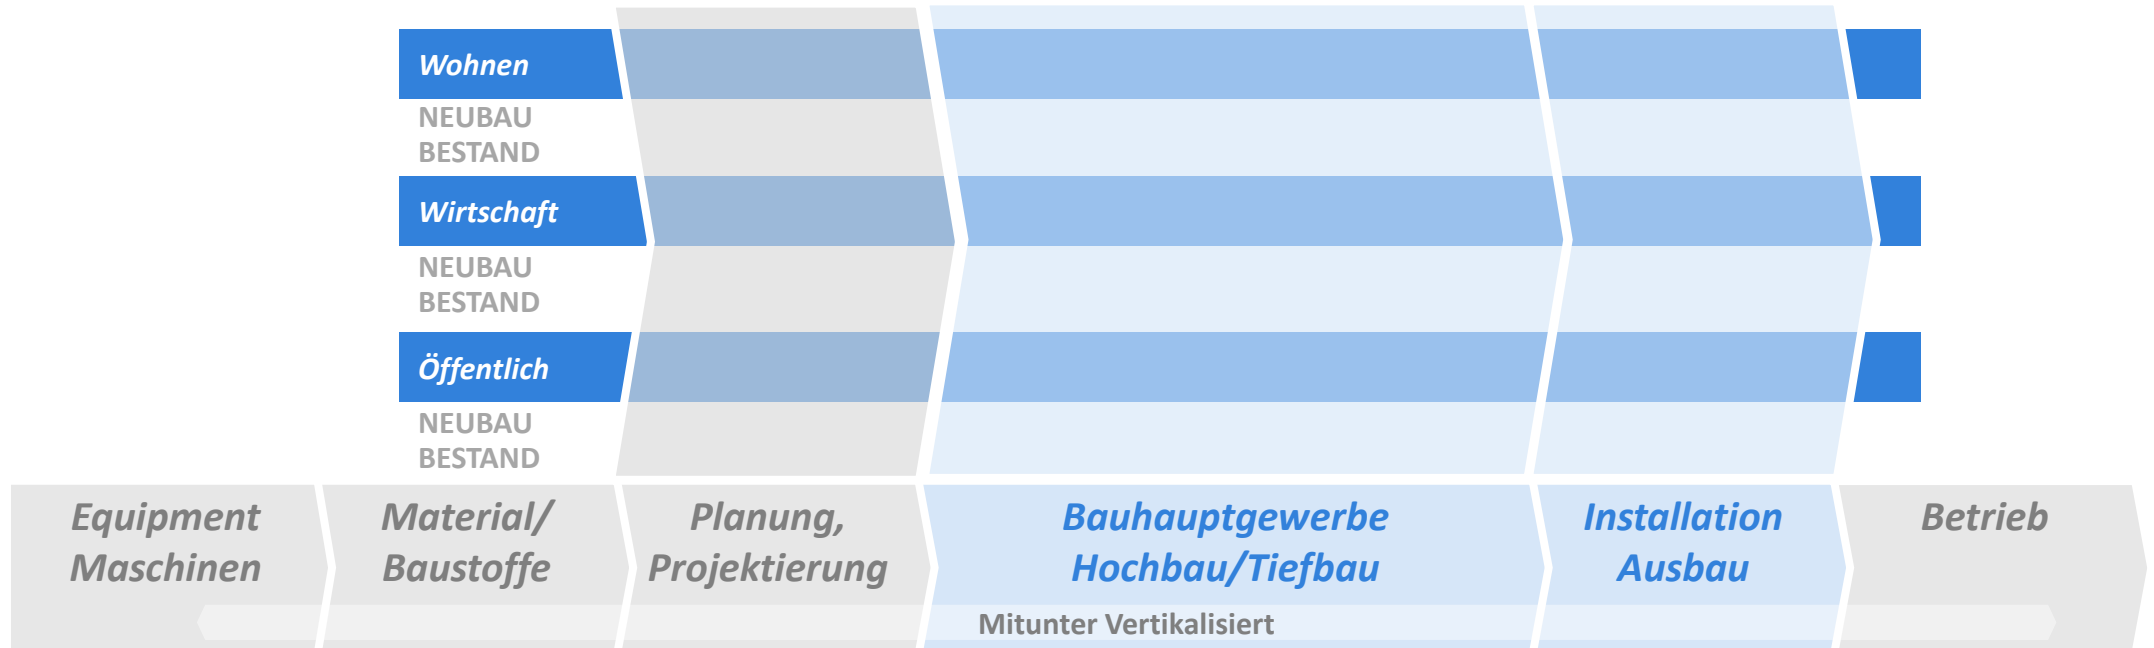 Wohnen
NEUBAU
BESTAND
Wirtschaft
NEUBAU
BESTAND
Öffentlich
NEUBAU
BESTAND
Equipment
Maschinen
Material/
Baustoffe
Planung,
Projektierung
Bauhauptgewerbe
Hochbau/Tiefbau
Installation
Ausbau
Betrieb
Mitunter Vertikalisiert